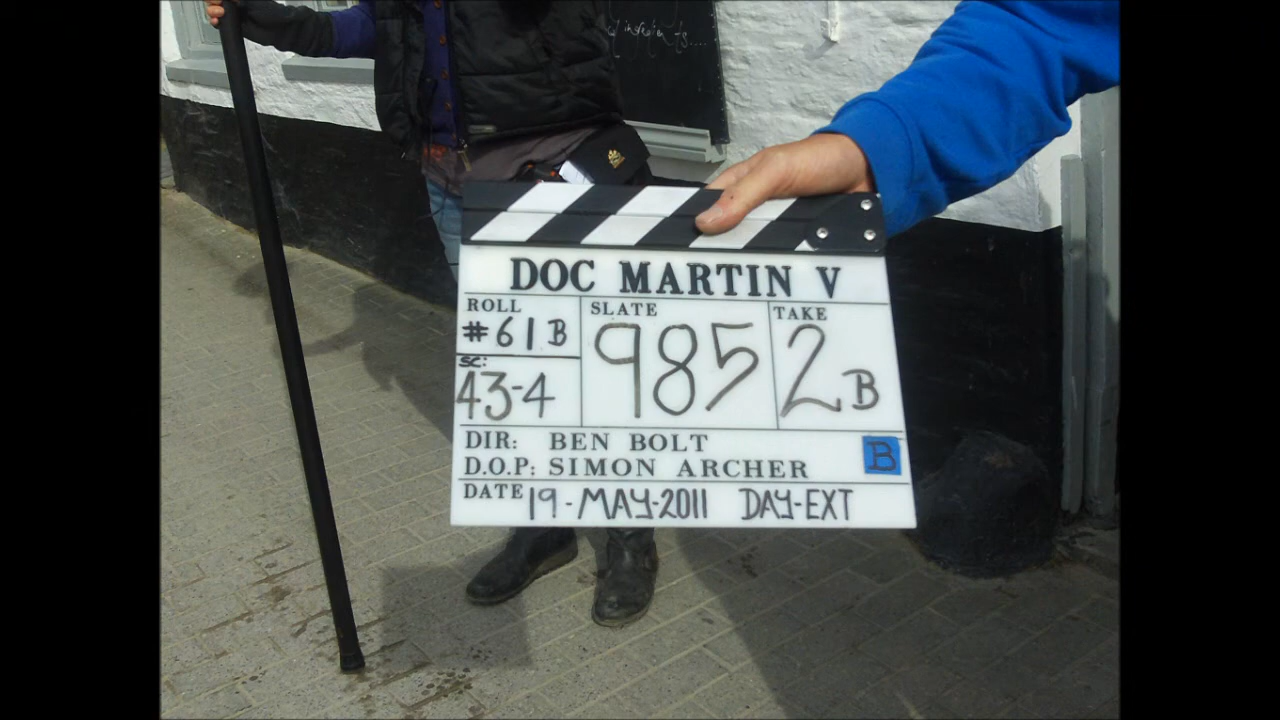 DOC MARTIN V
ROLL SLATE TAKE
#61B 985 2B
SC:
43-4
DIR: BEN BOLT
B
D.O.P: SIMON ARCHER
DATE 19-MAY-2011 DAY-EXT